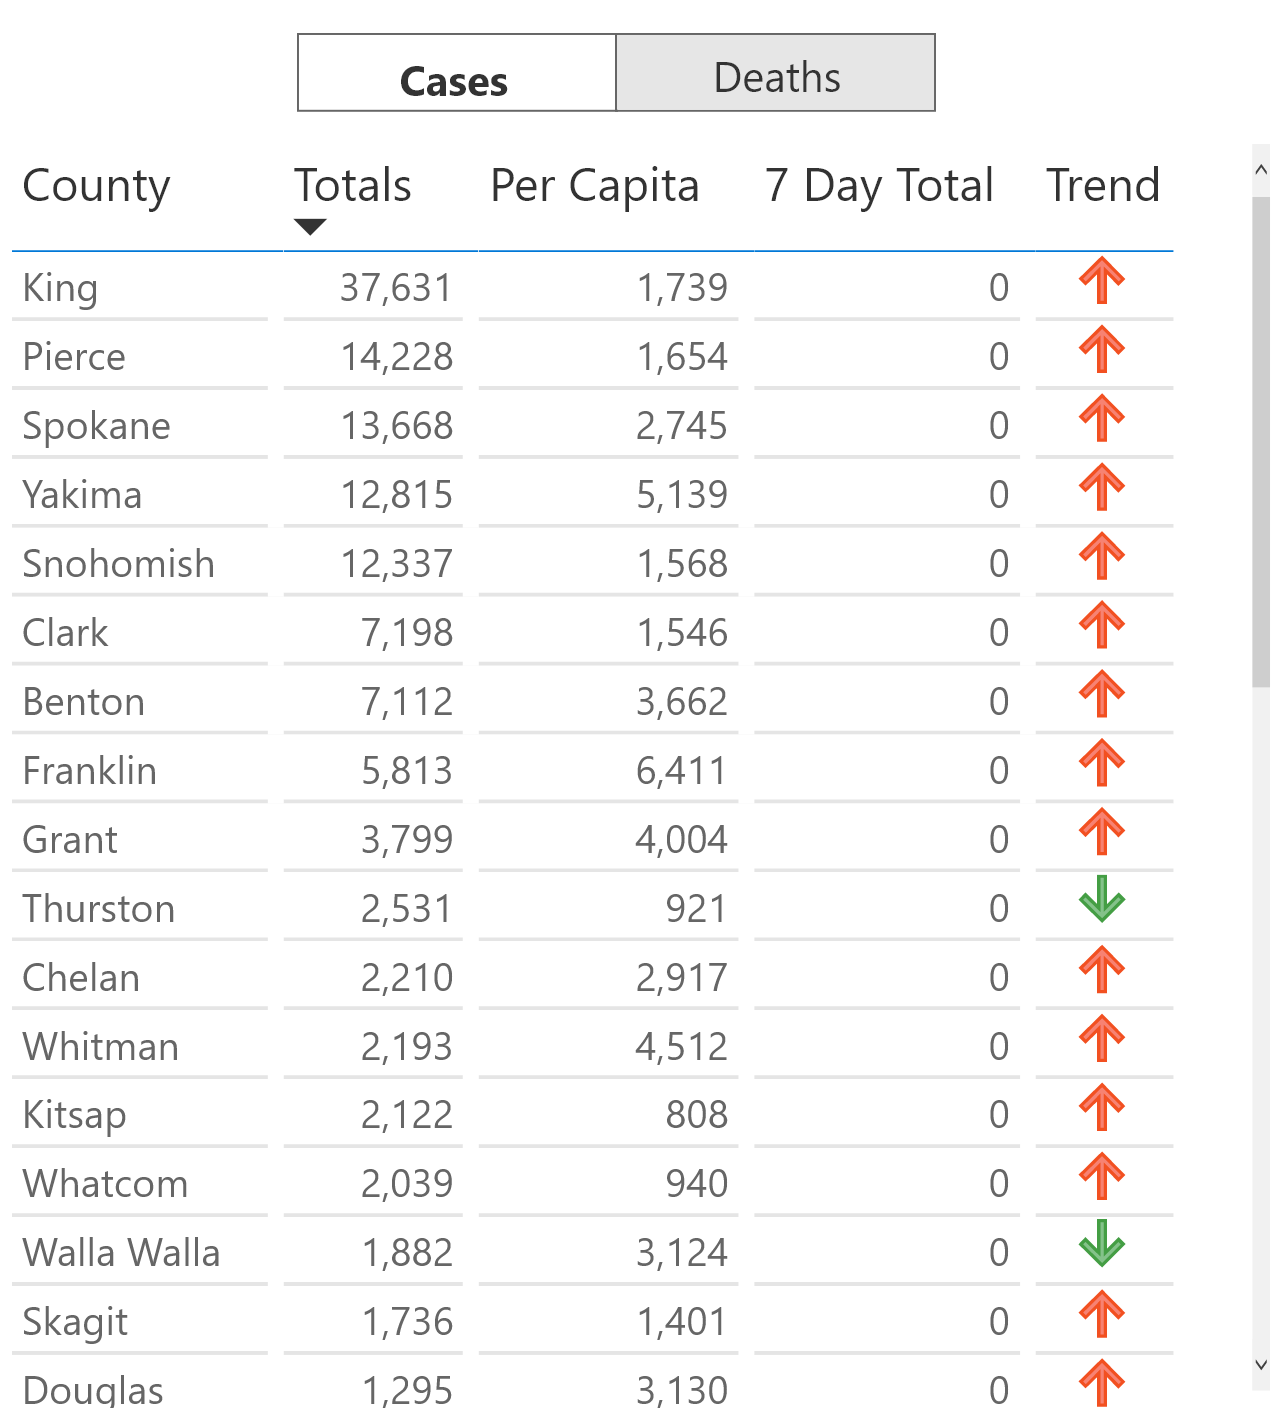 Cases Deaths
County Totals Per Capita 7 Day Total Trend
King 37,631 1,739 0
Pierce 14,228 1,654 0
Spokane 13,668 2,745 0
Yakima 12,815 5,139 0
Snohomish 12,337 1,568 0
Clark 7,198 1,546 0
Benton 7,112 3,662 0
Franklin 5,813 6,411 0
Grant 3,799 4,004 0
Thurston 2,531 921 0
Chelan 2,210 2,917 0
Whitman 2,193 4,512 0
Kitsap 2,122 808 0
Whatcom 2,039 940 0
Walla Walla 1,882 3,124 0
Skagit 1,736 1,401 0
Douglas 1,295 3,130 0